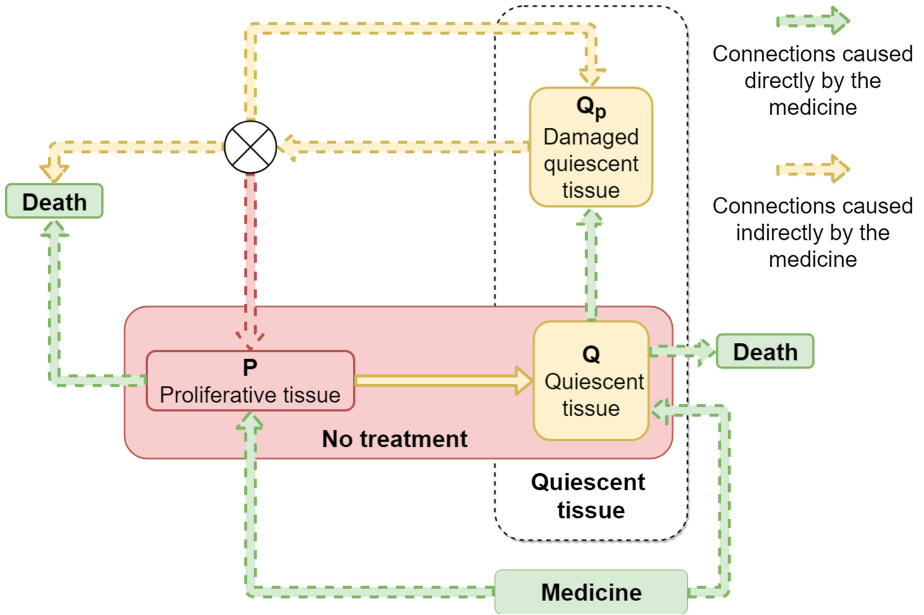 Connections caused
directly by the
medicine
Q_p
Damaged
quiescent
tissue
Connections caused
indirectly by the
medicine
Death
P
Proliferative tissue
Q
Quiescent
tissue
Death
No treatment
Quiescent
tissue
Medicine